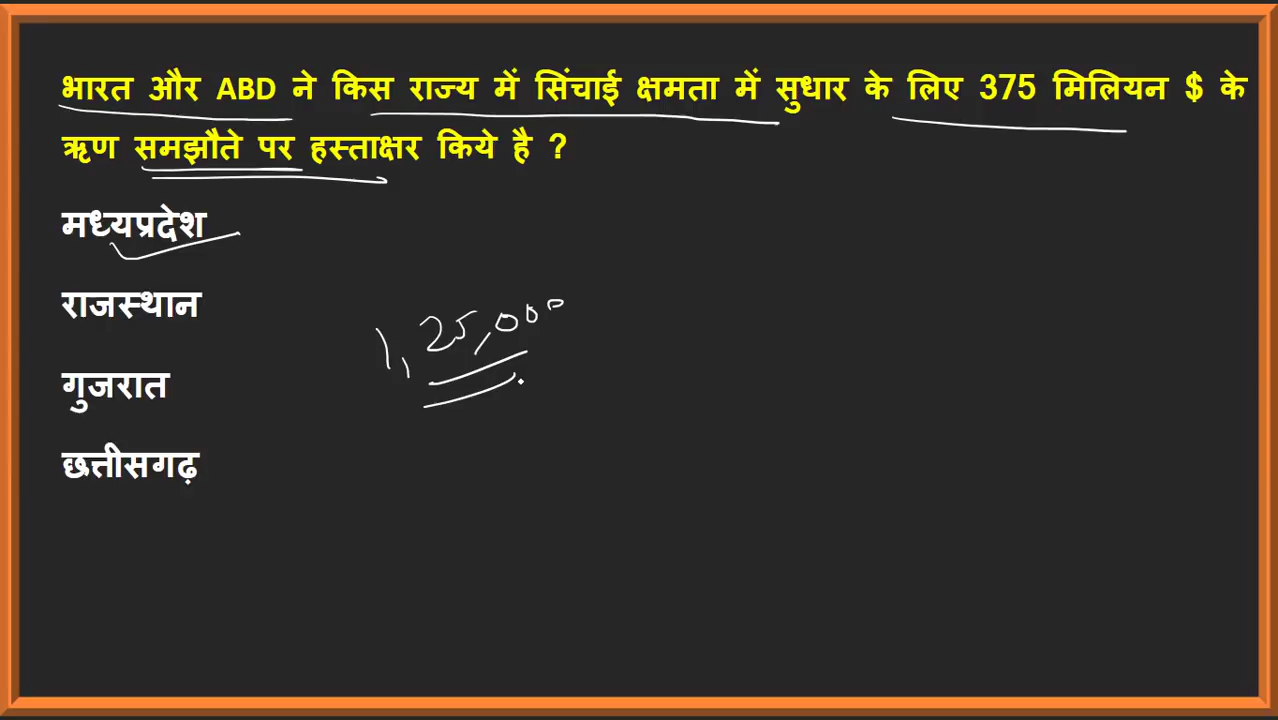 भारत और ABD ने किस राज्य में सिंचाई क्षमता में सुधार के लिए 375 मिलियन $ के
ऋण समझौते पर हस्ताक्षर किये है ?
मध्यप्रदेश
राजस्थान
1,25,000
गुजरात
छत्तीसगढ़